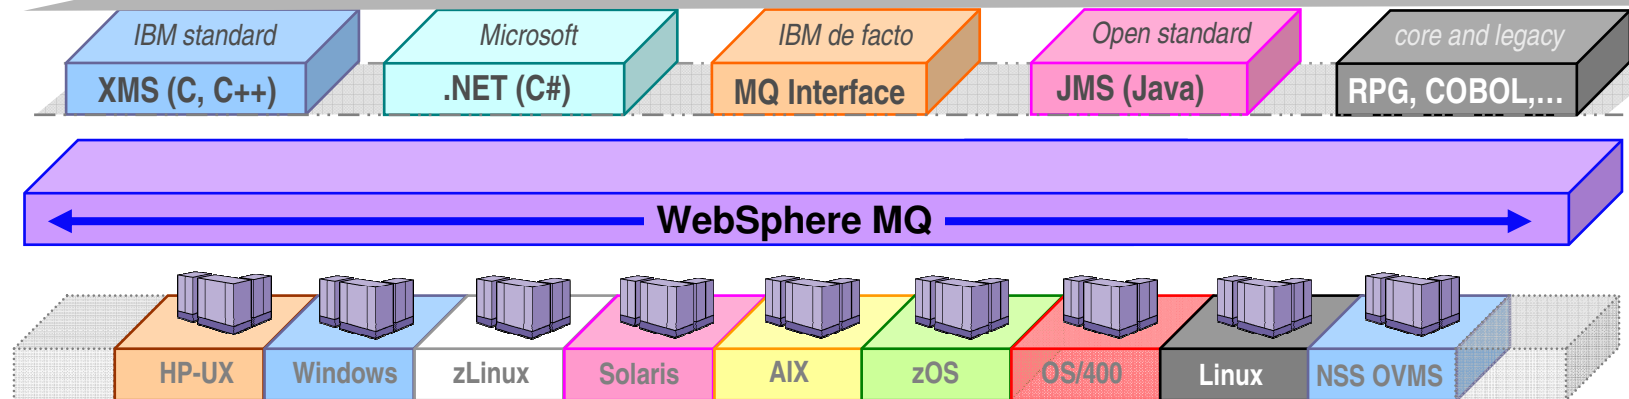 IBM standard
Microsoft
IBM de facto
Open standard
core and legacy
XMS (C, C++)
.NET (C#)
MQ Interface
JMS (Java)
RPG, COBOL,...
WebSphere MQ
HP-UX
Windows
zLinux
Solaris
AIX
zOS
OS/400
Linux
NSS OVMS